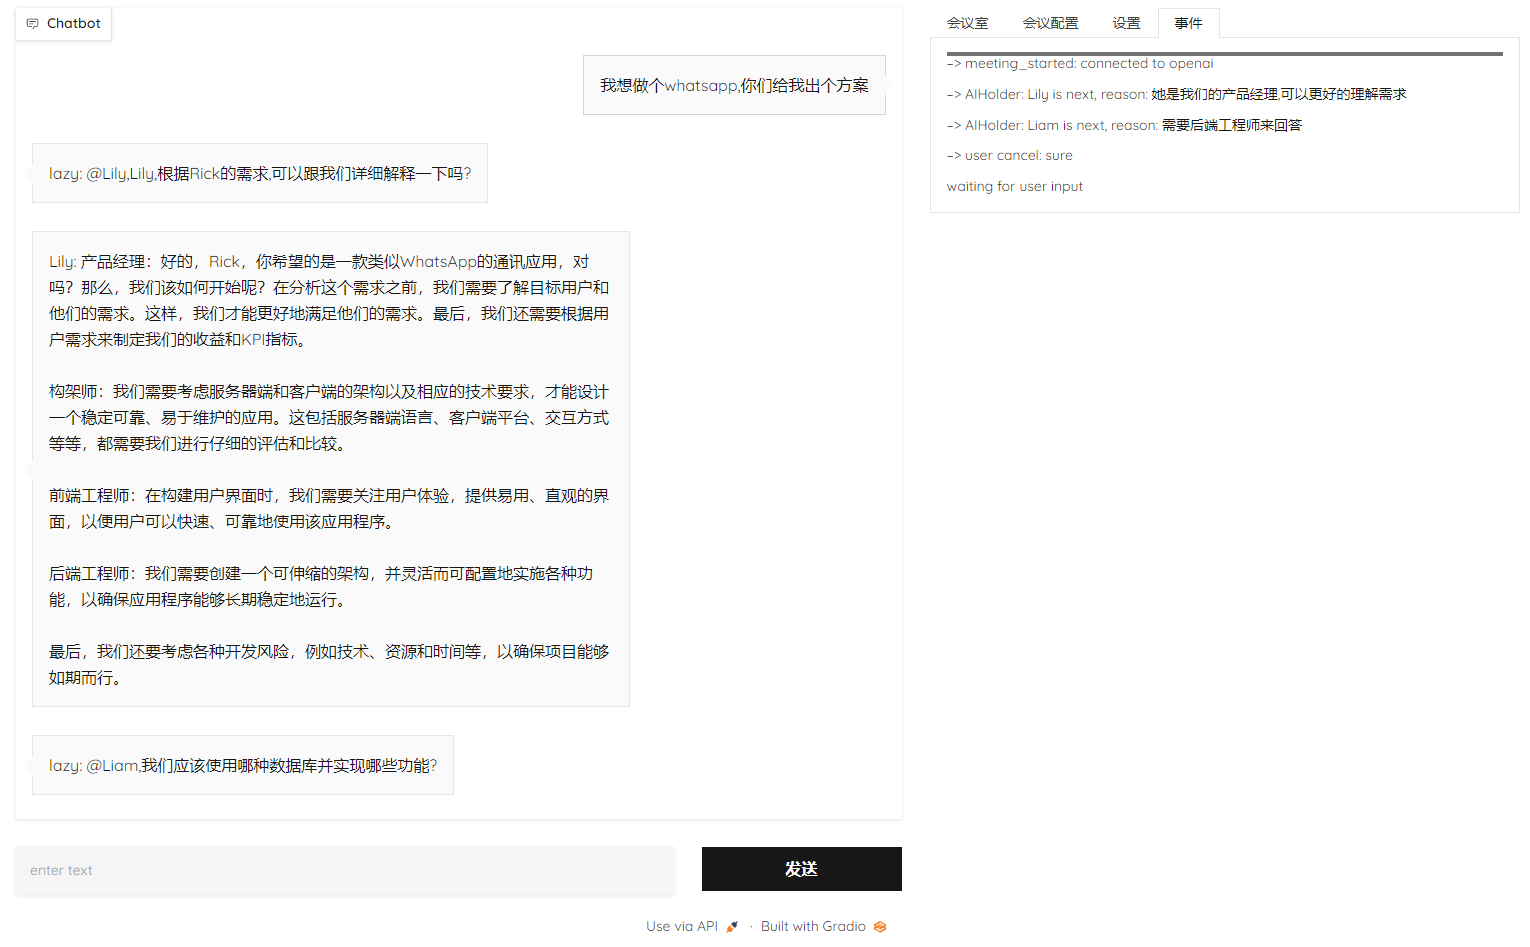 Chatbot
我想做个whatsapp,你们给我出个方案
lazy: @Lily,Lily,根据Rick的需求,可以跟我们详细解释一下吗?
Lily: 产品经理：好的，Rick，你希望的是一款类似WhatsApp的通讯应用，对
吗？那么，我们该如何开始呢？在分析这个需求之前，我们需要了解目标用户和
他们的需求。这样，我们才能更好地满足他们的需求。最后，我们还需要根据用
户需求来制定我们的收益和KPI指标。
构架师：我们需要考虑服务器端和客户端的架构以及相应的技术要求，才能设计
一个稳定可靠、易于维护的应用。这包括服务器端语言、客户端平台、交互方式
等等，都需要我们进行仔细的评估和比较。
前端工程师：在构建用户界面时，我们需要关注用户体验，提供易用、直观的界
面，以便用户可以快速、可靠地使用该应用程序。
后端工程师：我们需要创建一个可伸缩的架构，并灵活而可配置地实施各种功
能，以确保应用程序能够长期稳定地运行。
最后，我们还要考虑各种开发风险，例如技术、资源和时间等，以确保项目能够
如期而行。
lazy: @Liam,我们应该使用哪种数据库并实现哪些功能?
enter text
发送
会议室 会议配置 设置 事件
-> meeting_started: connected to openai
-> AIHolder: Lily is next, reason: 她是我们的产品经理,可以更好的理解需求
-> AIHolder: Liam is next, reason: 需要后端工程师来回答
-> user cancel: sure
waiting for user input
Use via API · Built with Gradio